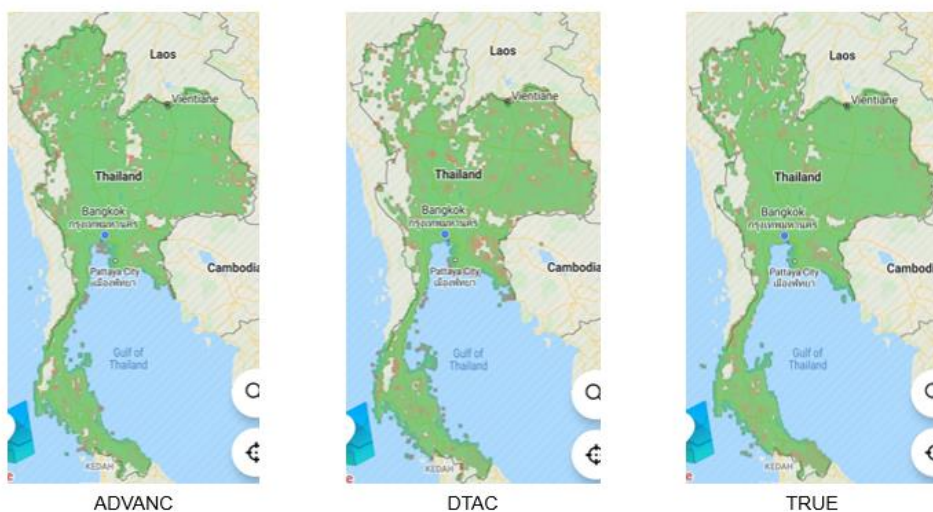 Laos
Vientiane
Thailand
Bangkok
กรุงเทพมหานคร
Pattaya City
เมืองพัทยา
Cambodia
Gulf of
Thailand
KEDAH
e
ADVANC
Laos
Vientiane
Thailand
Bangkok
กรุงเทพมหานคร
Pattaya City
เมืองพัทยา
Cambodi
Gulf of
Thailand
KEDAH
e
DTAC
Laos
Vientiane
Thailand
Bangkok
กรุงเทพมหานคร
Pattaya City
เมืองพัทยา
Cambodia
Gulf of
Thailand
KEDAH
e
TRUE